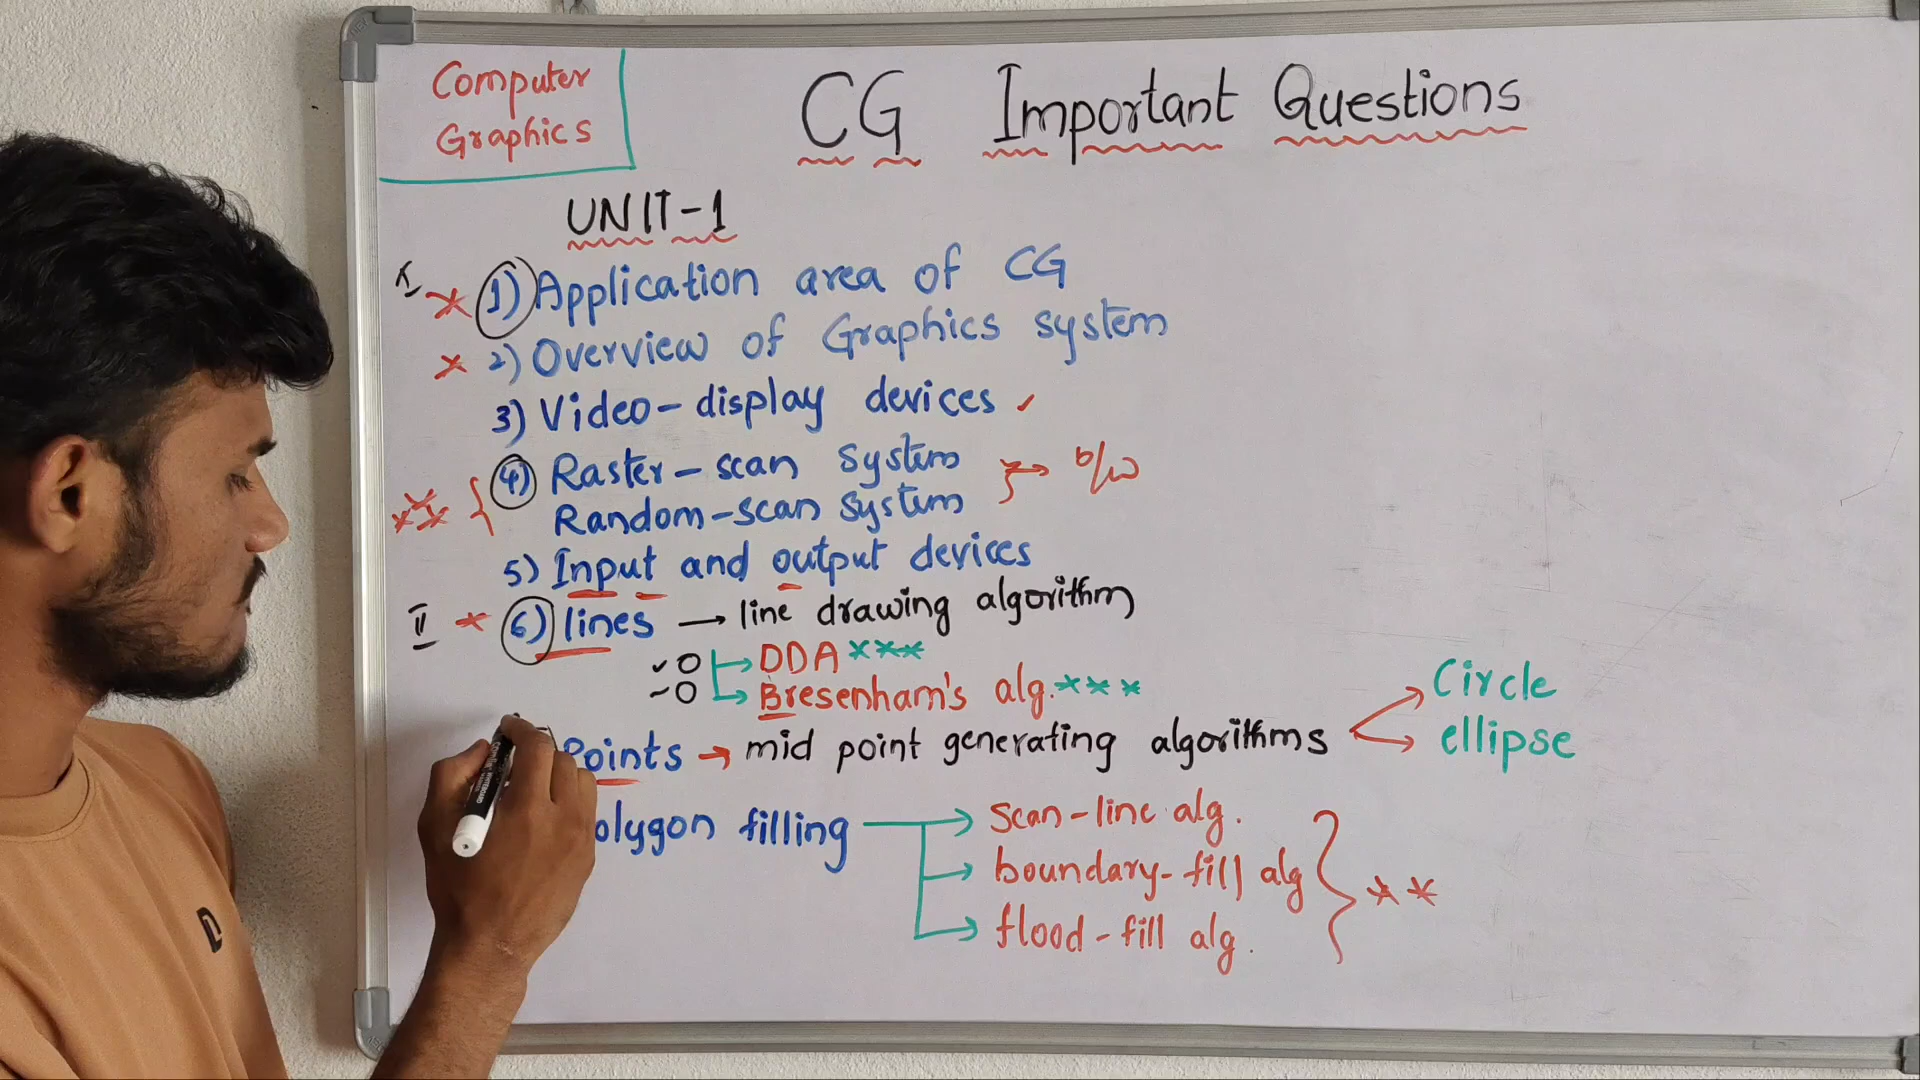 Computer
Graphics
CG Important Questions
UNIT-1
I * 1) Application area of CG
* 2) Overview of Graphics system
3) Video-display devices ✓
*** { 4) Raster-scan system } → b/w
Random-scan system
5) Input and output devices
II * 6) lines → line drawing algorithm
→ DDA ***
→ Bresenham's alg. ***
Points → mid point generating algorithms
Circle
ellipse
olygon filling → scan-line alg.
→ boundary-fill alg } **
→ flood-fill alg.
D